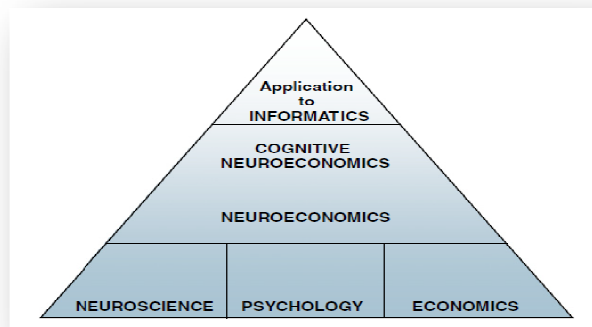 Application
to
INFORMATICS
COGNITIVE
NEUROECONOMICS
NEUROECONOMICS
NEUROSCIENCE PSYCHOLOGY ECONOMICS